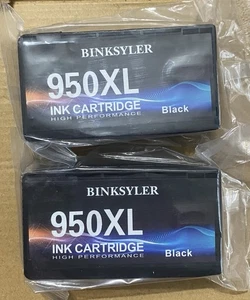 BINKSYLER
950XL
INK CARTRIDGE
HIGH PERFORMANCE
Black
BINKSYLER
950XL
INK CARTRIDGE
HIGH PERFORMANCE
Black